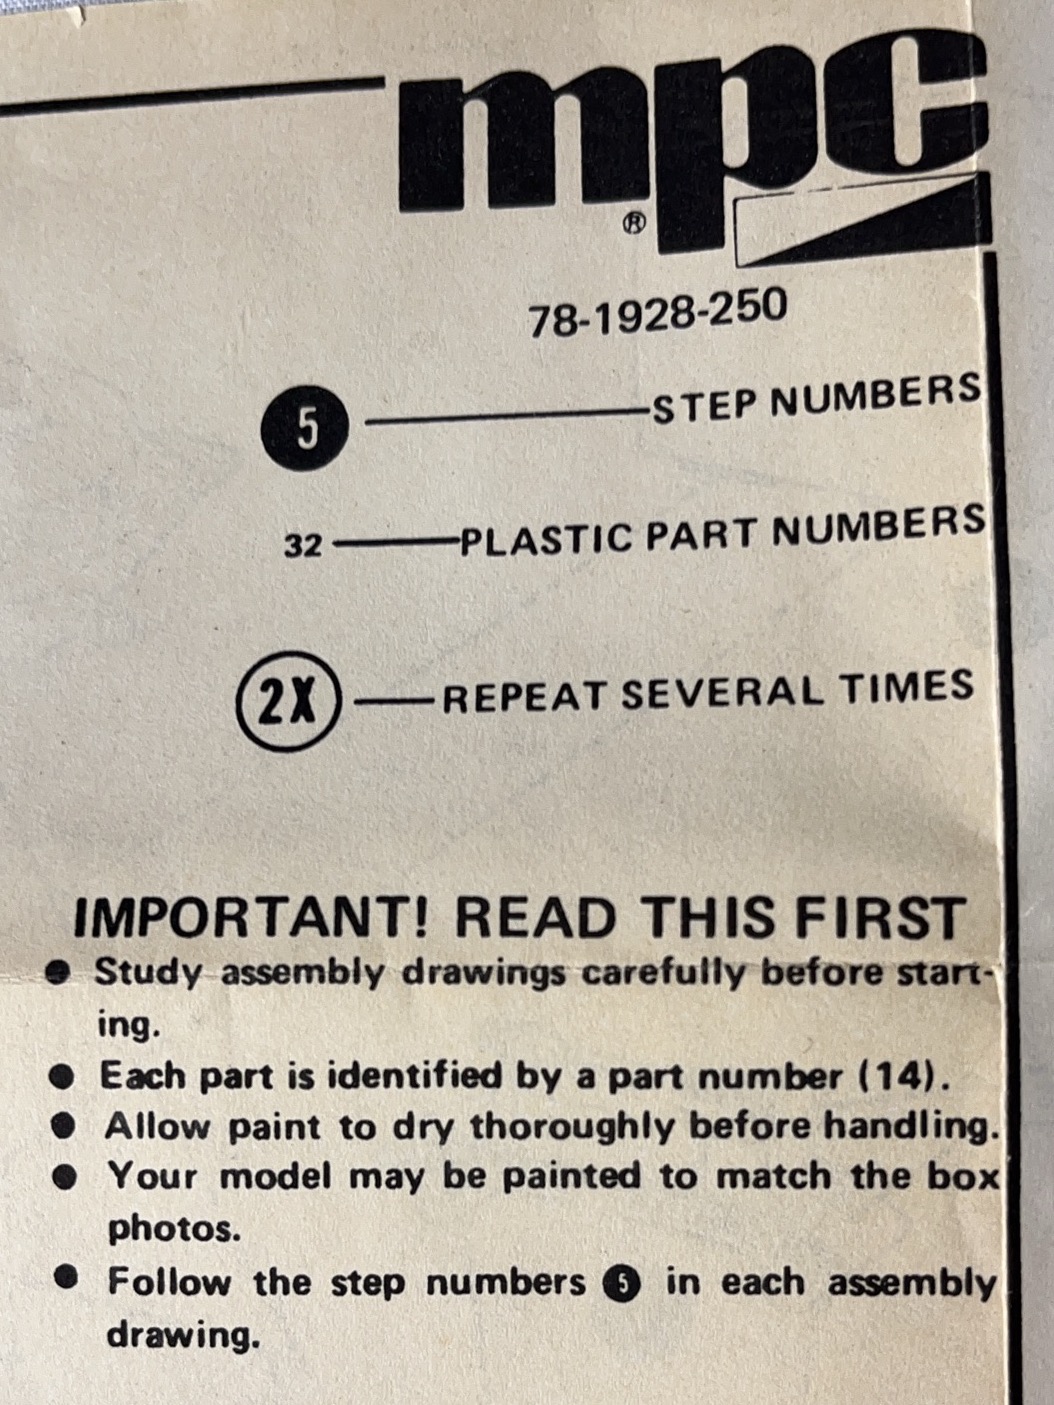 mpc
®
78-1928-250
5 STEP NUMBERS
32 PLASTIC PART NUMBERS
2X REPEAT SEVERAL TIMES
IMPORTANT! READ THIS FIRST
● Study assembly drawings carefully before start-
ing.
● Each part is identified by a part number (14).
● Allow paint to dry thoroughly before handling.
● Your model may be painted to match the box
photos.
● Follow the step numbers 5 in each assembly
drawing.